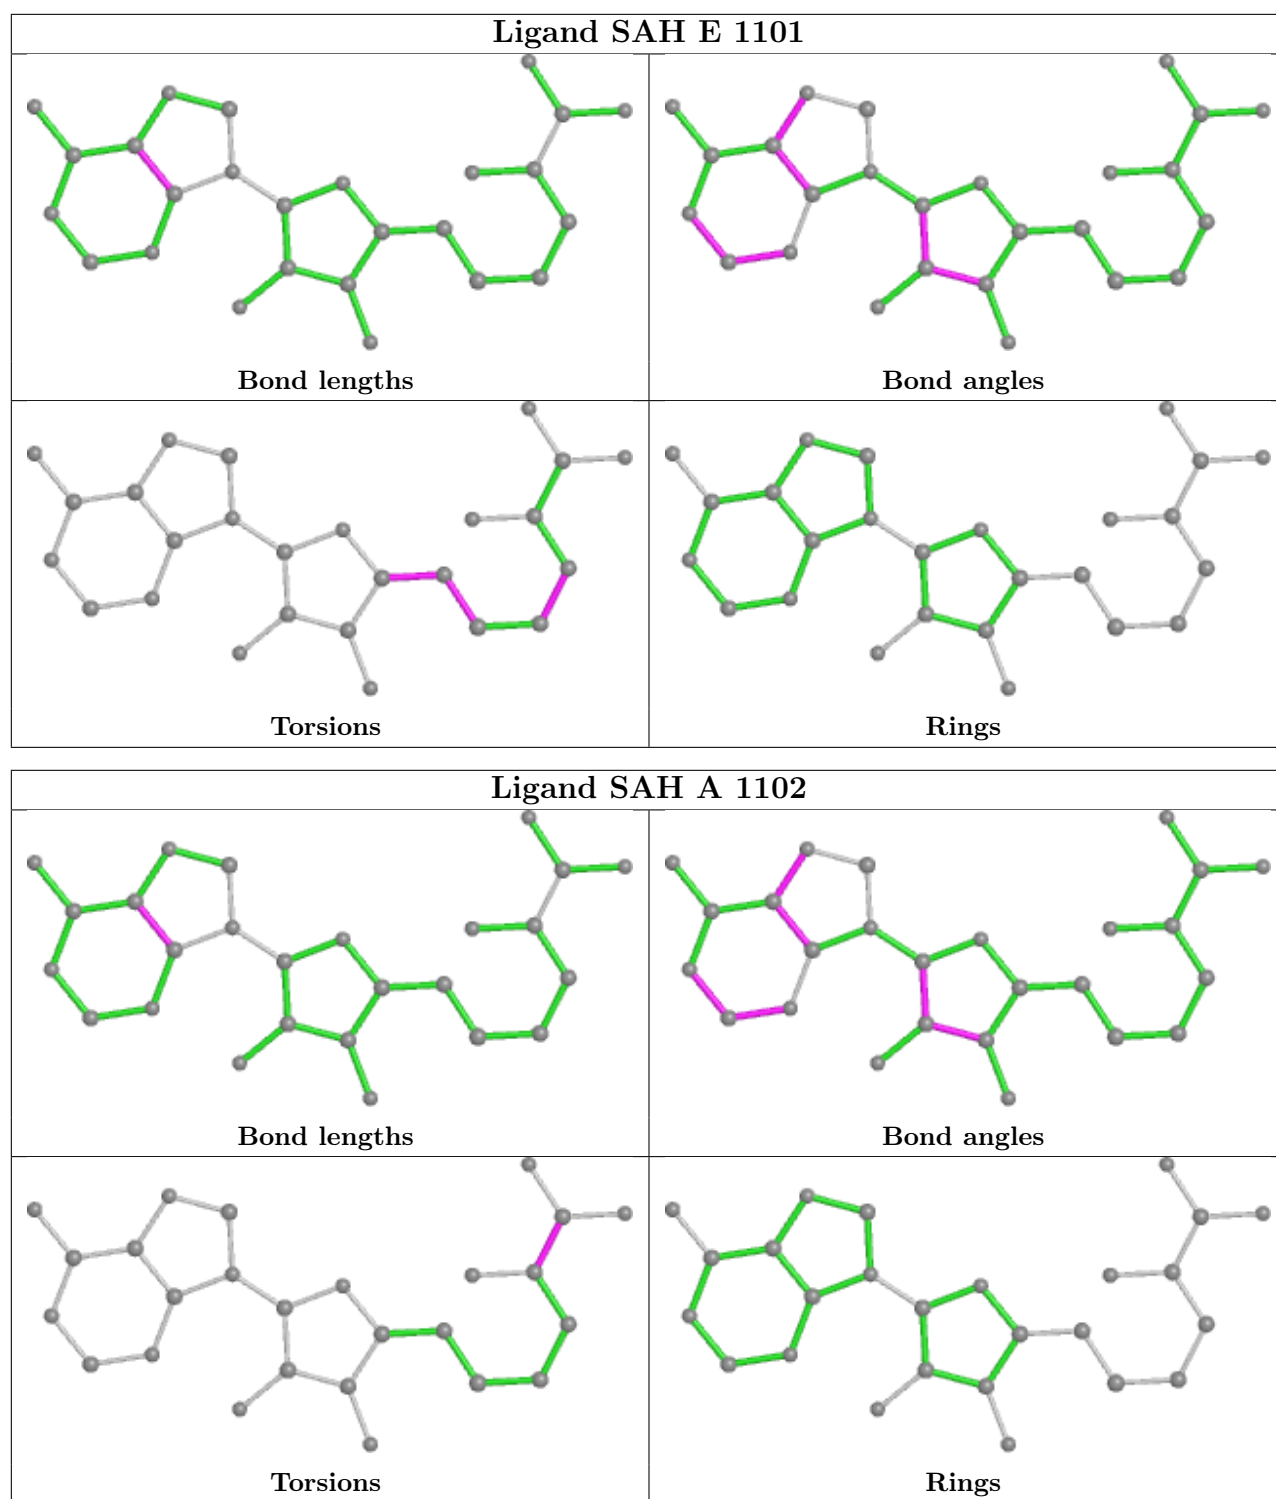 Ligand SAH E 1101
Bond lengths
Bond angles
Torsions
Rings
Ligand SAH A 1102
Bond lengths
Bond angles
Torsions
Rings